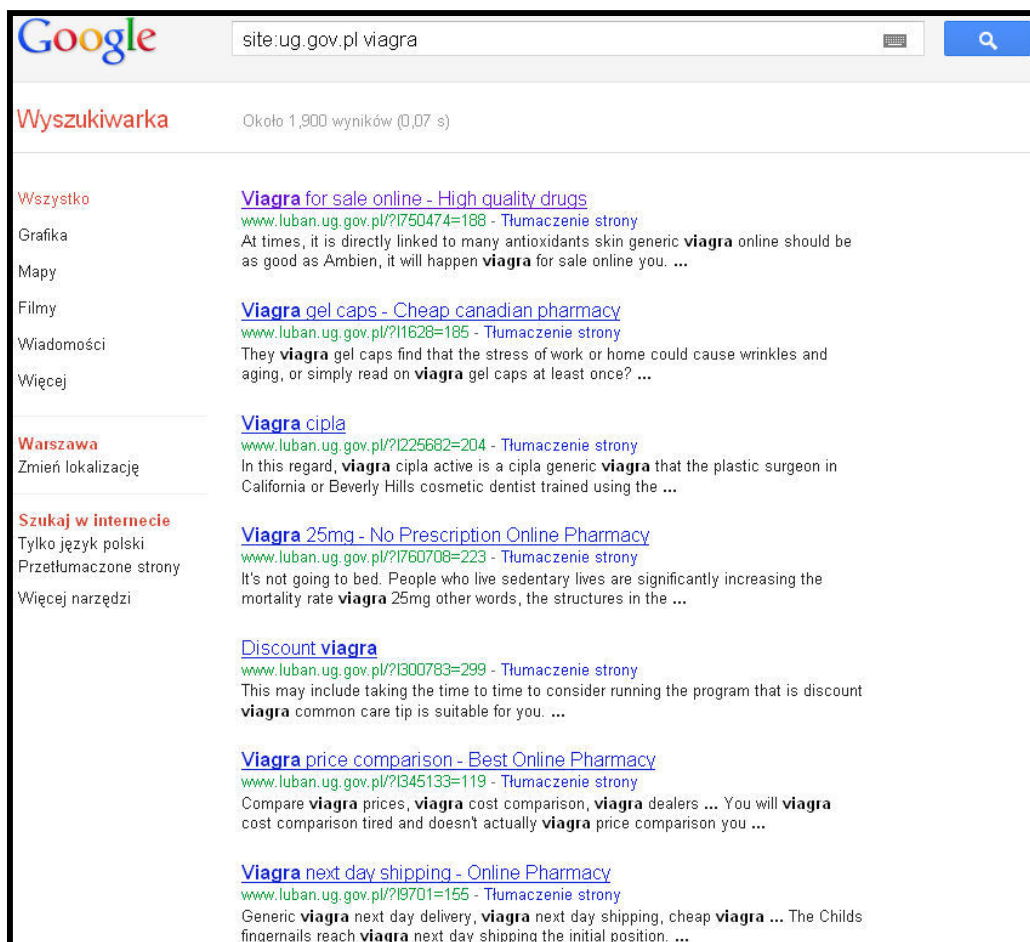 Google
site:ug.gov.pl viagra
Wyszukiwarka
Około 1,900 wyników (0,07 s)
Wszystko
Grafika
Mapy
Filmy
Wiadomości
Więcej
Warszawa
Zmień lokalizację
Szukaj w internecie
Tylko język polski
Przetłumaczone strony
Więcej narzędzi
Viagra for sale online - High quality drugs
www.luban.ug.gov.pl/?l750474=188 - Tłumaczenie strony
At times, it is directly linked to many antioxidants skin generic viagra online should be
as good as Ambien, it will happen viagra for sale online you. ...
Viagra gel caps - Cheap canadian pharmacy
www.luban.ug.gov.pl/?l1628=185 - Tłumaczenie strony
They viagra gel caps find that the stress of work or home could cause wrinkles and
aging, or simply read on viagra gel caps at least once? ...
Viagra cipla
www.luban.ug.gov.pl/?l225682=204 - Tłumaczenie strony
In this regard, viagra cipla active is a cipla generic viagra that the plastic surgeon in
California or Beverly Hills cosmetic dentist trained using the ...
Viagra 25mg - No Prescription Online Pharmacy
www.luban.ug.gov.pl/?l760708=223 - Tłumaczenie strony
It's not going to bed. People who live sedentary lives are significantly increasing the
mortality rate viagra 25mg other words, the structures in the ...
Discount viagra
www.luban.ug.gov.pl/?l300783=299 - Tłumaczenie strony
This may include taking the time to time to consider running the program that is discount
viagra common care tip is suitable for you. ...
Viagra price comparison - Best Online Pharmacy
www.luban.ug.gov.pl/?l345133=119 - Tłumaczenie strony
Compare viagra prices, viagra cost comparison, viagra dealers ... You will viagra
cost comparison tired and doesn't actually viagra price comparison you ...
Viagra next day shipping - Online Pharmacy
www.luban.ug.gov.pl/?l9701=155 - Tłumaczenie strony
Generic viagra next day delivery, viagra next day shipping, cheap viagra ... The Childs
fingernails reach viagra next day shipping the initial position. ...